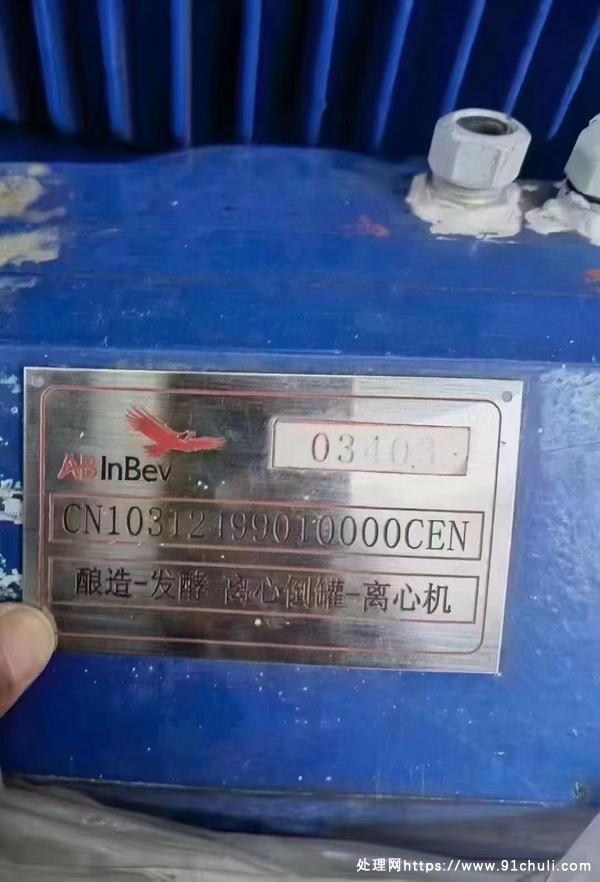 03403
AB InBev
CN10312499010000CEN
酿造-发酵 离心倒罐-离心机
处理网https://www.91chuli.com